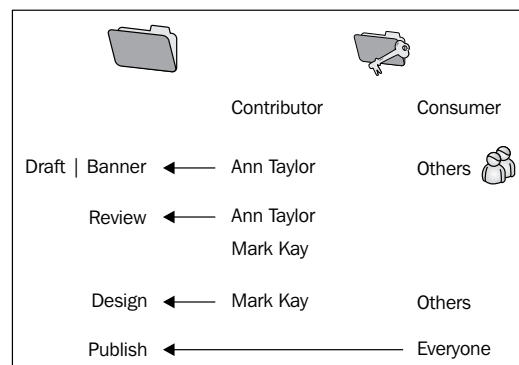 Contributor Consumer
Draft | Banner Ann Taylor Others
Review Ann Taylor
Mark Kay
Design Mark Kay Others
Publish Everyone